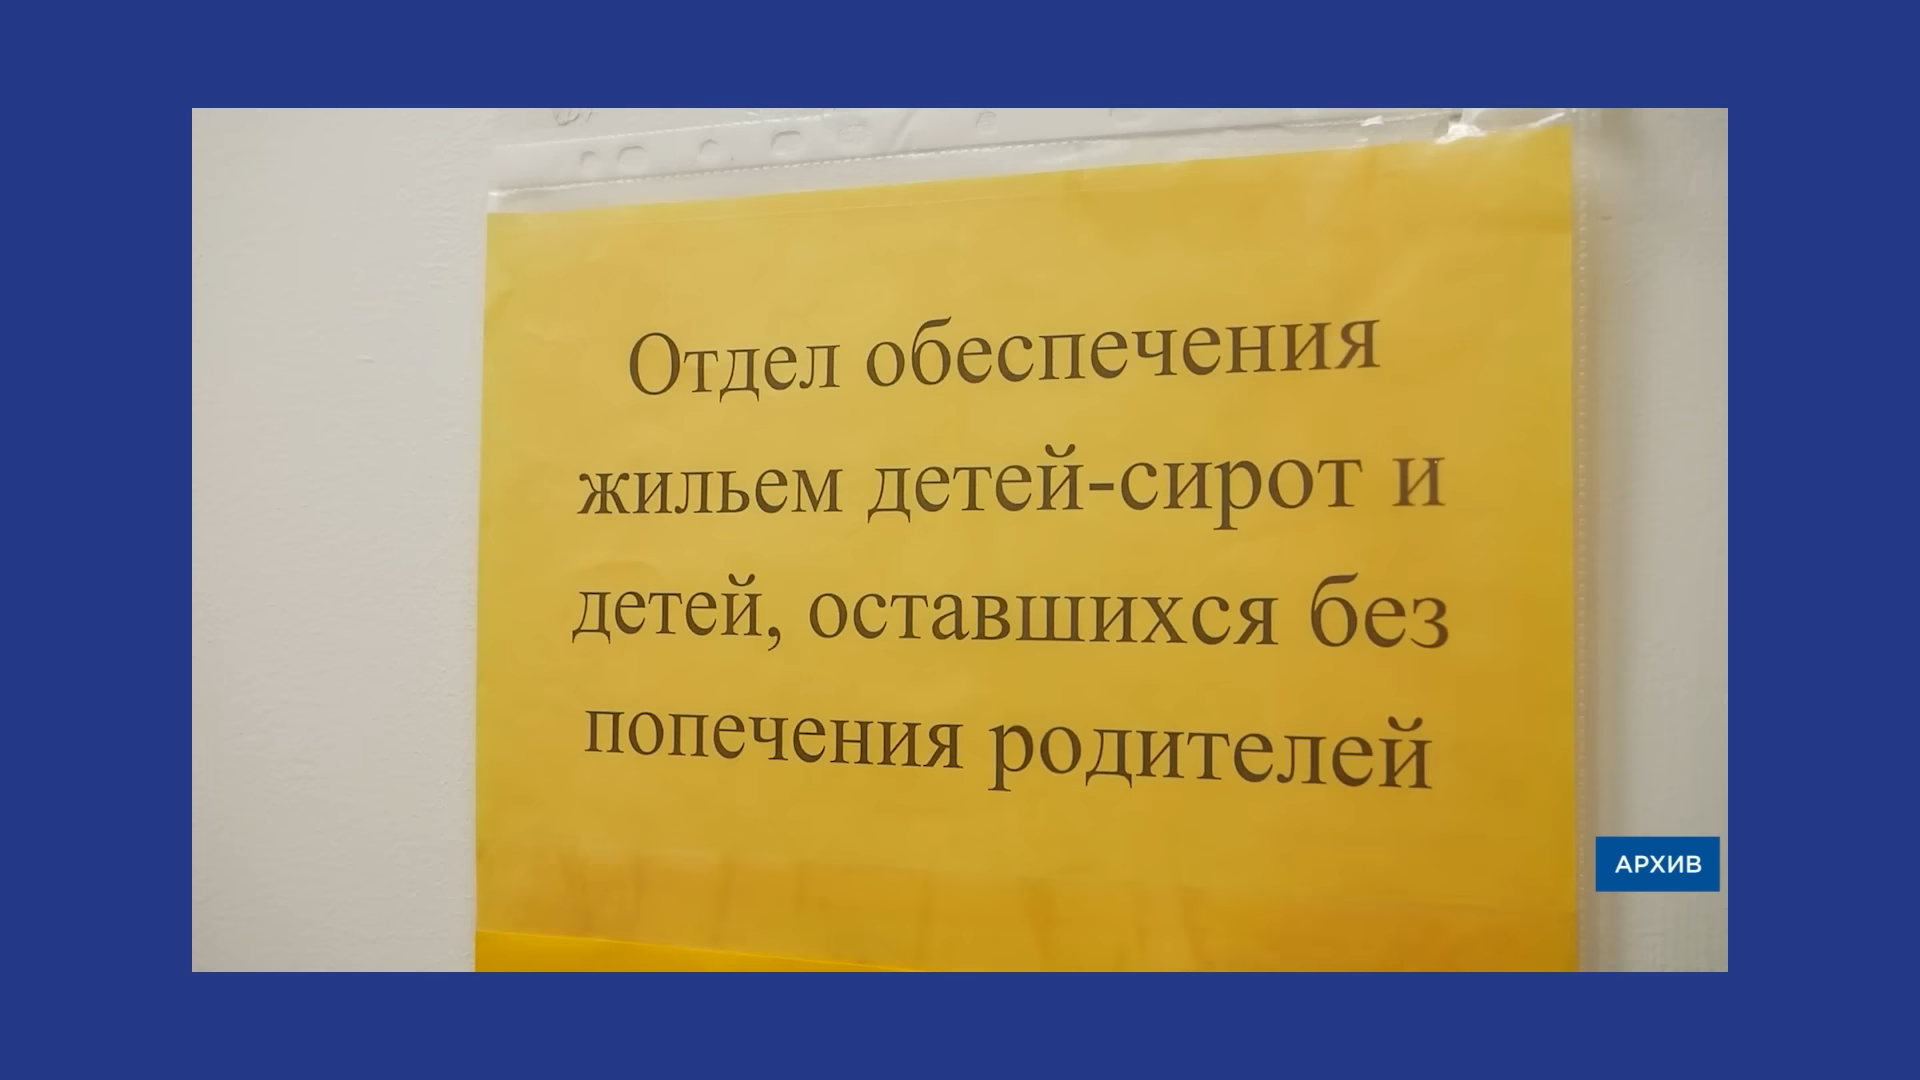 Отдел обеспечения
жильем детей-сирот и
детей, оставшихся без
попечения родителей
АРХИВ